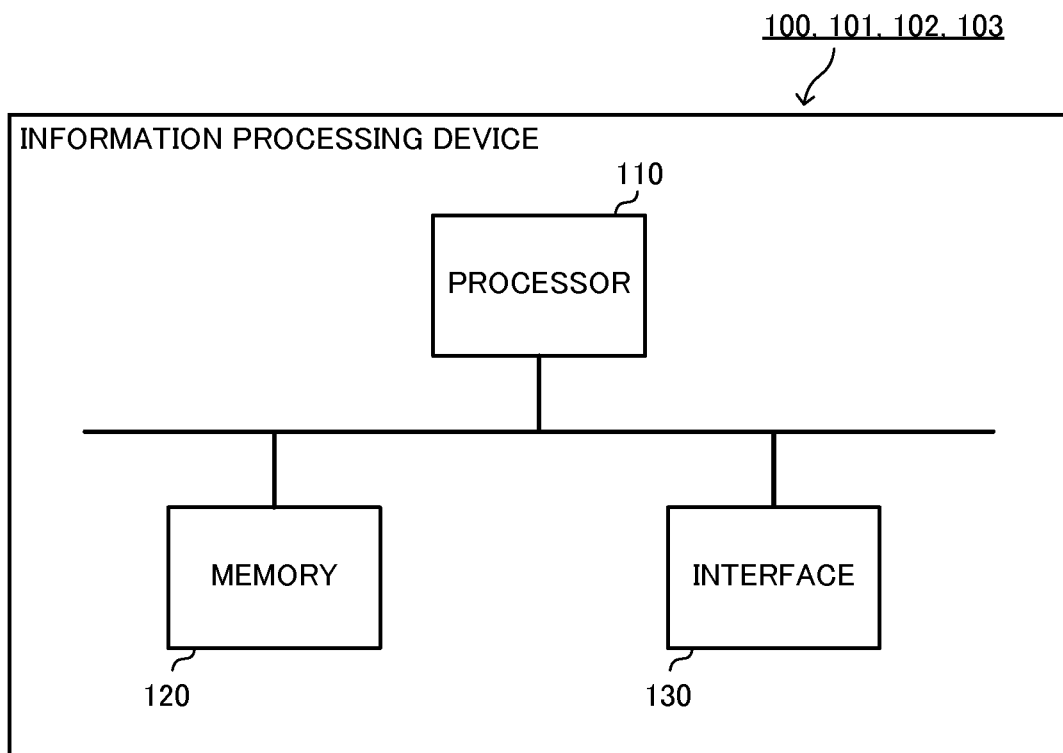 100, 101, 102, 103
INFORMATION PROCESSING DEVICE
110
PROCESSOR
MEMORY
INTERFACE
120
130